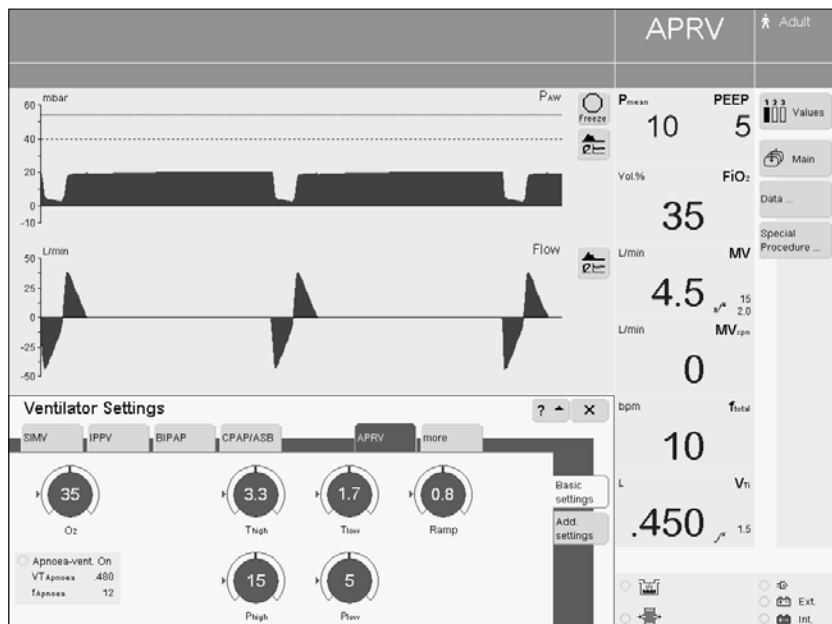 APRV
Adult
mbar
PAW
60
40
20
0
-10
Freeze
L/min
Flow
50
25
0
-25
-50
Pmean PEEP
10 5
Vol.% FiO2
35
L/min MV
4.5
15
2.0
L/min MVspn
0
bpm ftotal
10
L VTi
.450
1.5
1 2 3
Values
Main
Data ...
Special
Procedure ...
Ventilator Settings
? ×
SIMV IPPV BIPAP CPAP/ASB APRV more
35 3.3 1.7 0.8
O2 Thigh Tlow Ramp
Basic
settings
Add.
settings
Apnoea-vent. On
VTApnoea .480
fApnoea 12
15 5
Phigh Plow
Ext.
Int.